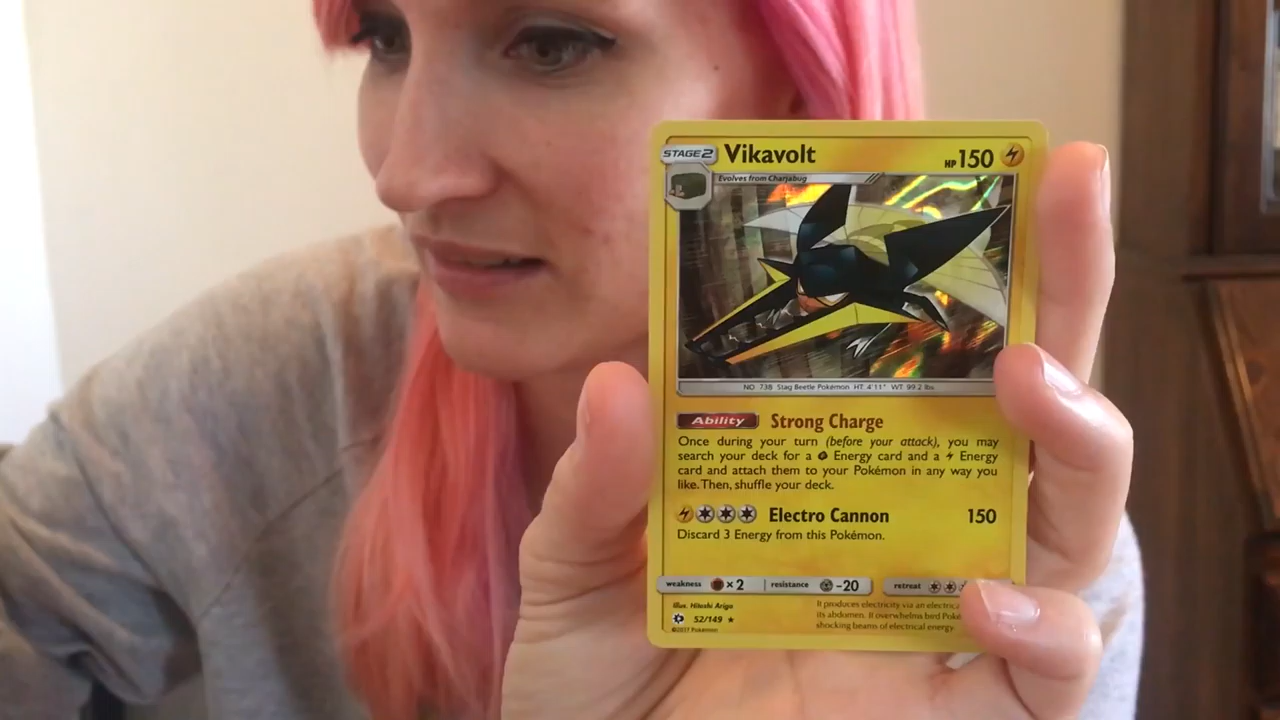 STAGE2 Vikavolt HP 150
Evolves from Charjabug
NO. 738 Stag Beetle Pokémon HT: 4'11" WT: 99.2 lbs
Ability Strong Charge
Once during your turn (before your attack), you may
search your deck for a Energy card and a Energy
card and attach them to your Pokémon in any way you
like. Then, shuffle your deck.
Electro Cannon 150
Discard 3 Energy from this Pokémon.
weakness ×2 resistance -20 retreat
Illus. Hitoshi Ariga
52/149 ★
©2017 Pokémon
It produces electricity via an electric
its abdomen. It overwhelms bird Poké
shocking beams of electrical energy.